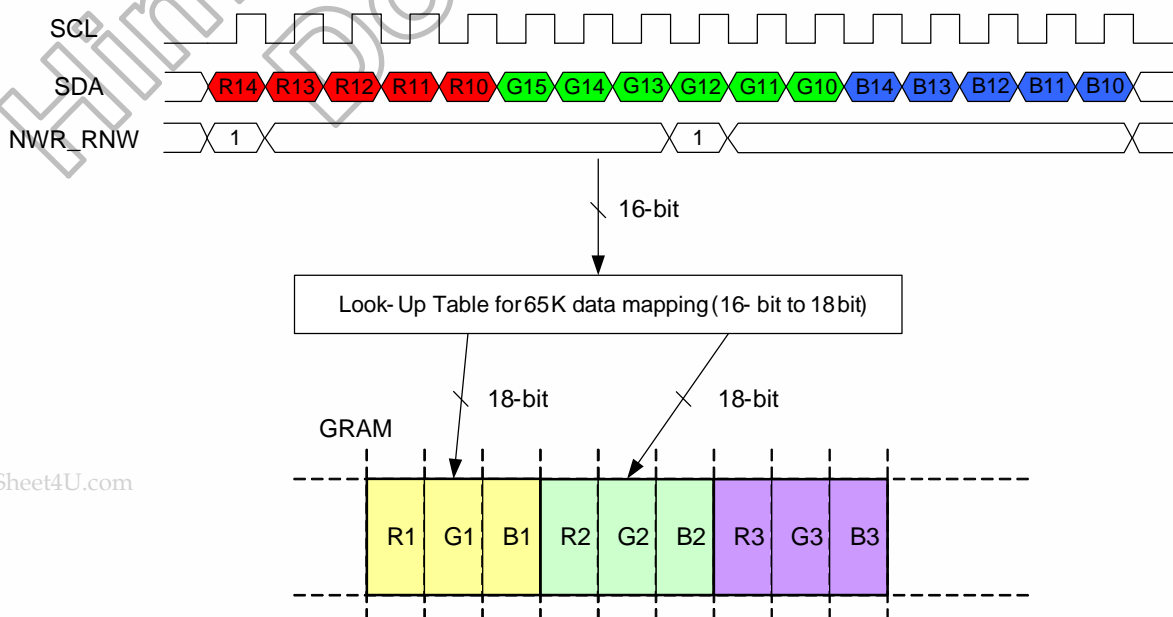 SCL
SDA R14 R13 R12 R11 R10 G15 G14 G13 G12 G11 G10 B14 B13 B12 B11 B10
NWR_RNW 1 1
16-bit
Look-Up Table for 65K data mapping (16-bit to 18bit)
18-bit 18-bit
GRAM
Sheet4U.com
R1 G1 B1 R2 G2 B2 R3 G3 B3